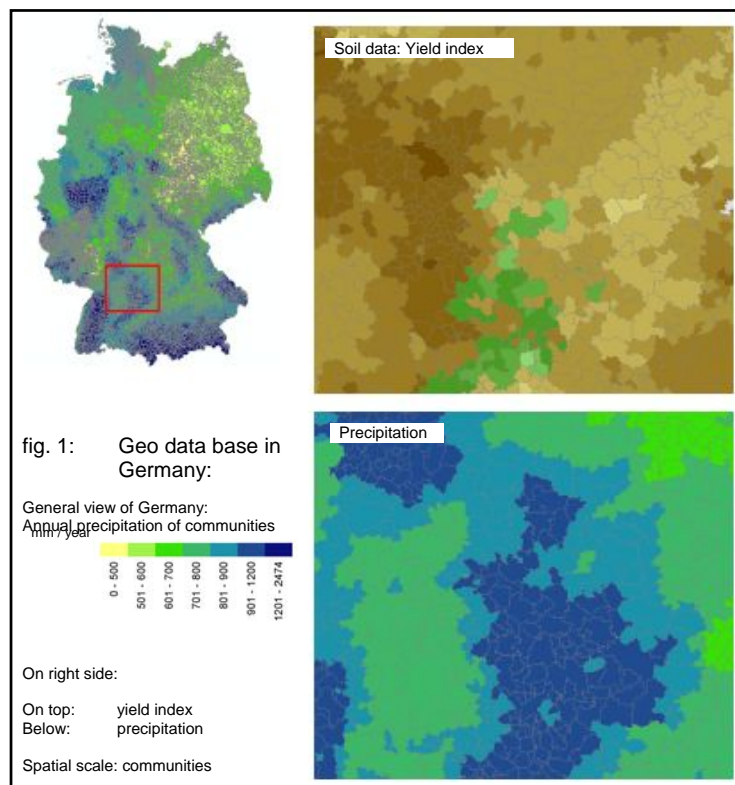 Soil data: Yield index
Precipitation
fig. 1: Geo data base in
Germany:
General view of Germany:
Annual precipitation of communities
mm / year
0 - 500
501 - 600
601 - 700
701 - 800
801 - 900
901 - 1200
1201 - 2474
On right side:
On top: yield index
Below: precipitation
Spatial scale: communities